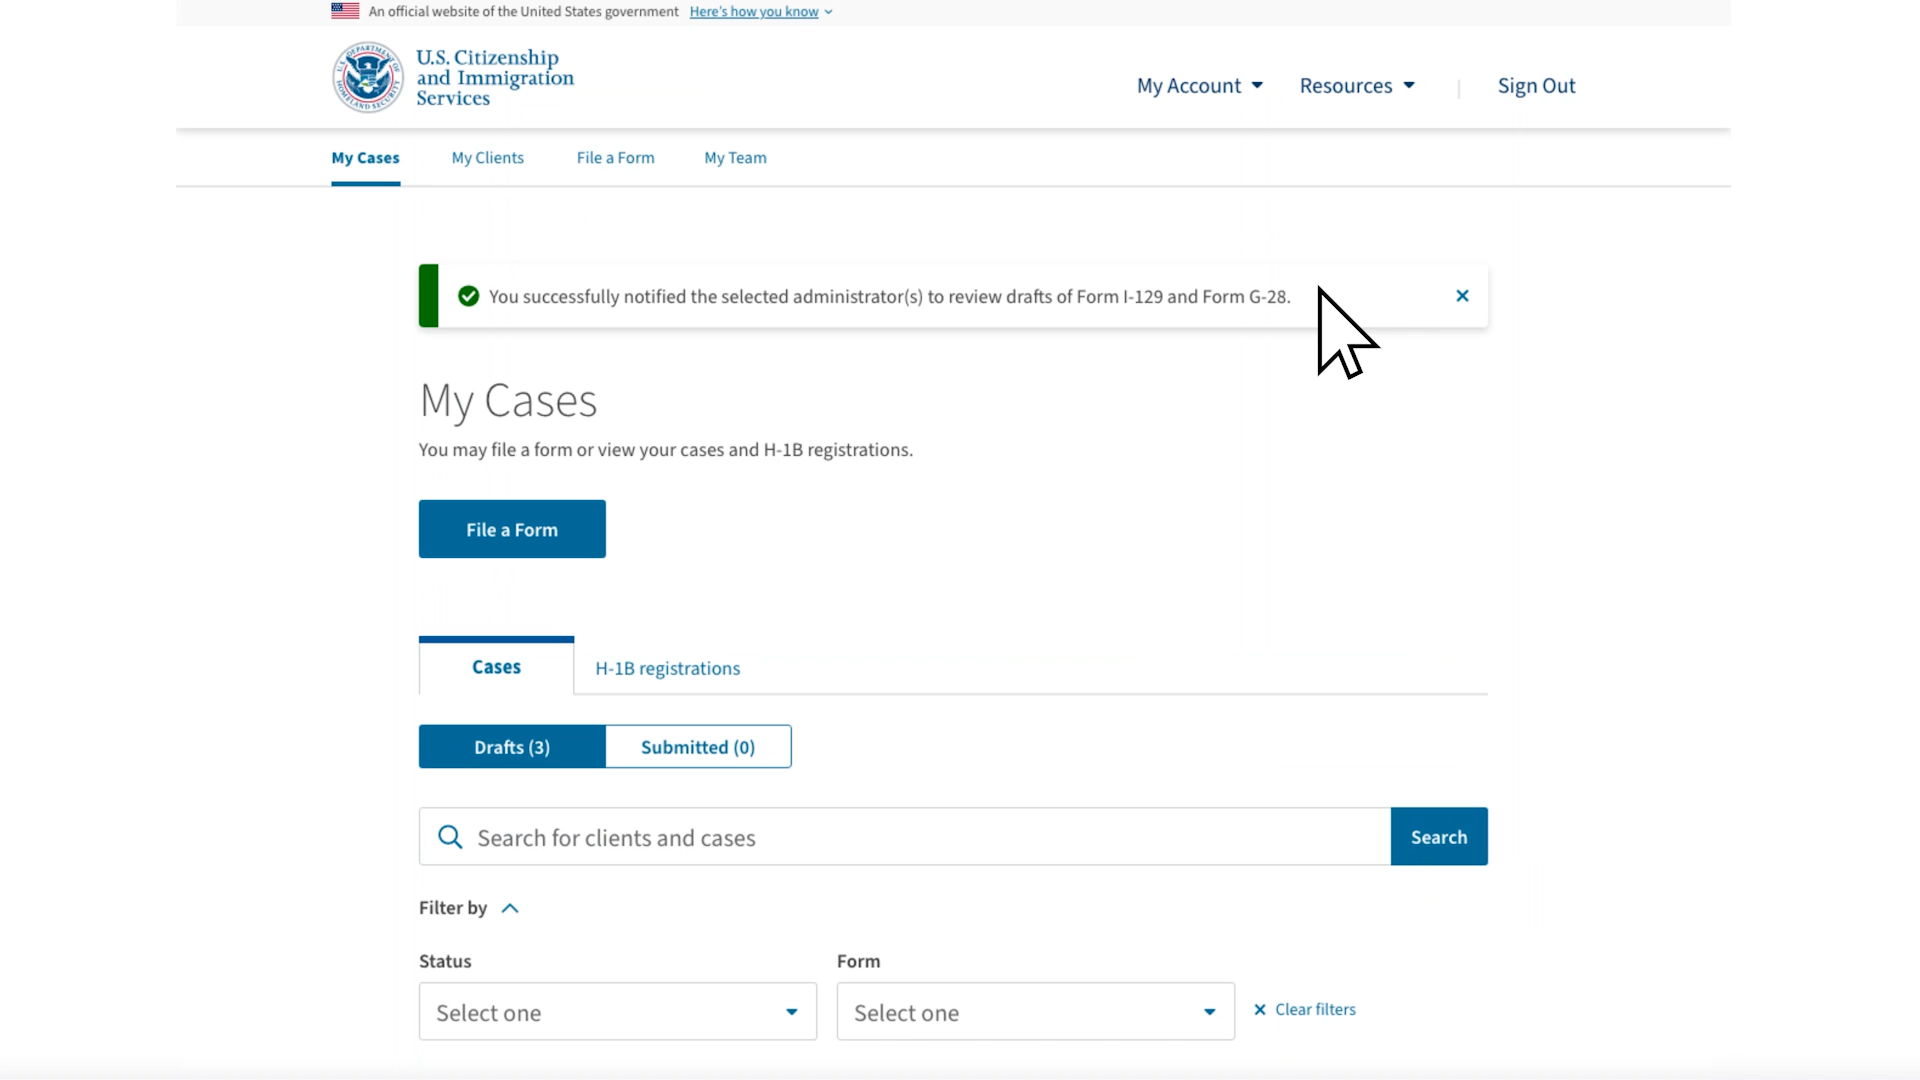 An official website of the United States government Here's how you know
U.S. Citizenship
and Immigration
Services
My Account Resources Sign Out
My Cases My Clients File a Form My Team
You successfully notified the selected administrator(s) to review drafts of Form I-129 and Form G-28.
My Cases
You may file a form or view your cases and H-1B registrations.
File a Form
Cases H-1B registrations
Drafts (3) Submitted (0)
Search for clients and cases Search
Filter by
Status Form
Select one Select one Clear filters